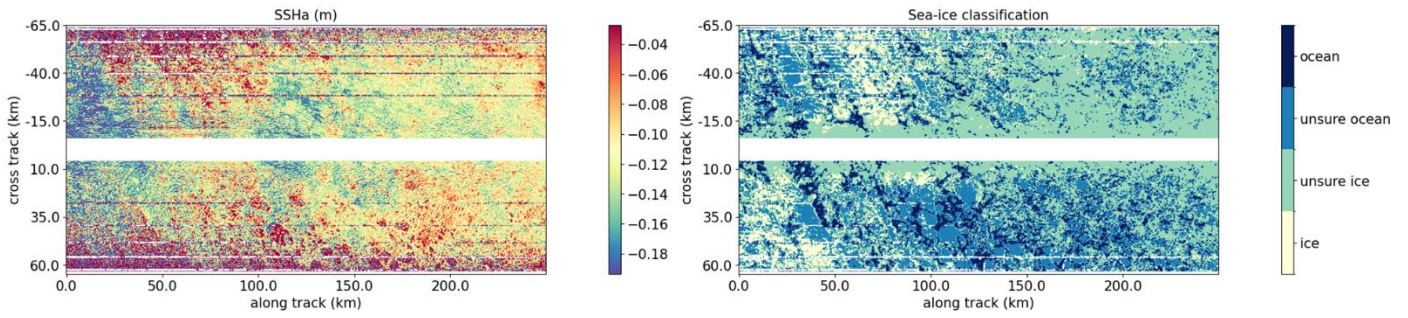 SSHa (m)
-65.0
-40.0
-15.0
10.0
35.0
60.0
cross track (km)
0.0 50.0 100.0 150.0 200.0
along track (km)
−0.04
−0.06
−0.08
−0.10
−0.12
−0.14
−0.16
−0.18
Sea-ice classification
-65.0
-40.0
-15.0
10.0
35.0
60.0
cross track (km)
cross track (km)
0.0 50.0 100.0 150.0 200.0
along track (km)
ocean
unsure ocean
unsure ice
ice